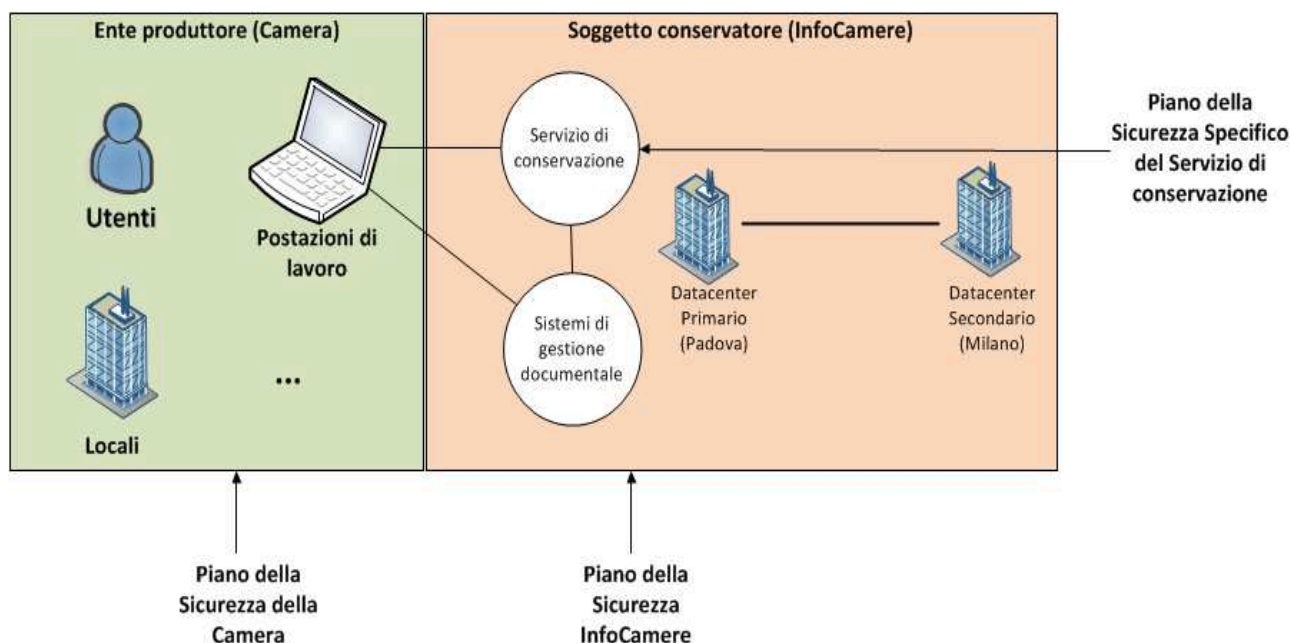 Ente produttore (Camera)
Soggetto conservatore (InfoCamere)
Utenti
Postazioni di
lavoro
Locali
...
Servizio di
conservazione
Sistemi di
gestione
documentale
Datacenter
Primario
(Padova)
Datacenter
Secondario
(Milano)
Piano della
Sicurezza Specifico
del Servizio di
conservazione
Piano della
Sicurezza della
Camera
Piano della
Sicurezza
InfoCamere